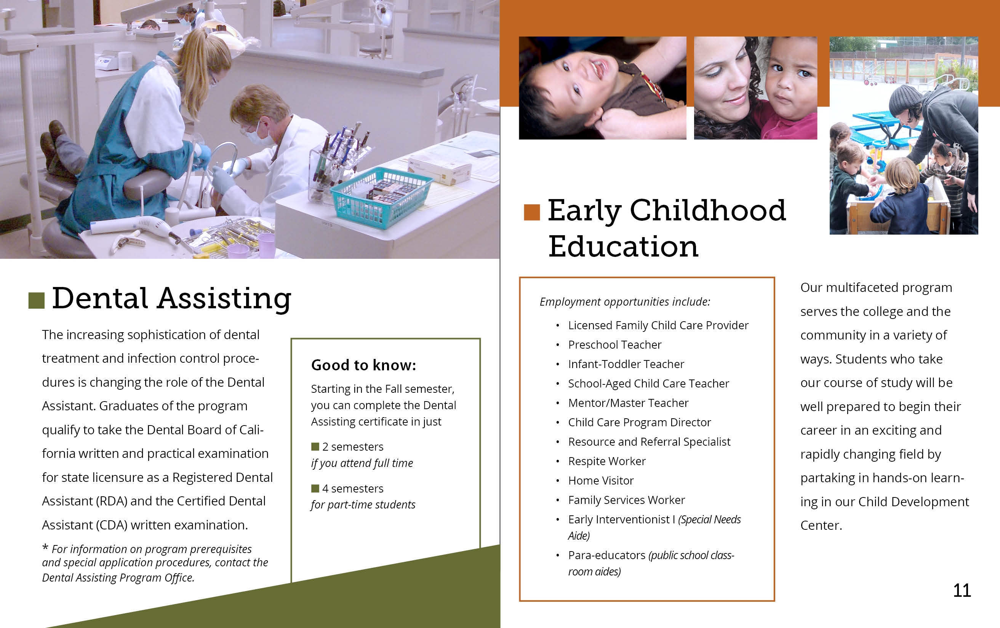 Dental Assisting
The increasing sophistication of dental
treatment and infection control proce-
dures is changing the role of the Dental
Assistant. Graduates of the program
qualify to take the Dental Board of Cali-
fornia written and practical examination
for state licensure as a Registered Dental
Assistant (RDA) and the Certified Dental
Assistant (CDA) written examination.
* For information on program prerequisites
and special application procedures, contact the
Dental Assisting Program Office.
Good to know:
Starting in the Fall semester,
you can complete the Dental
Assisting certificate in just
2 semesters
if you attend full time
4 semesters
for part-time students
Early Childhood
Education
Employment opportunities include:
• Licensed Family Child Care Provider
• Preschool Teacher
• Infant-Toddler Teacher
• School-Aged Child Care Teacher
• Mentor/Master Teacher
• Child Care Program Director
• Resource and Referral Specialist
• Respite Worker
• Home Visitor
• Family Services Worker
• Early Interventionist I (Special Needs
Aide)
• Para-educators (public school class-
room aides)
Our multifaceted program
serves the college and the
community in a variety of
ways. Students who take
our course of study will be
well prepared to begin their
career in an exciting and
rapidly changing field by
partaking in hands-on learn-
ing in our Child Development
Center.
11